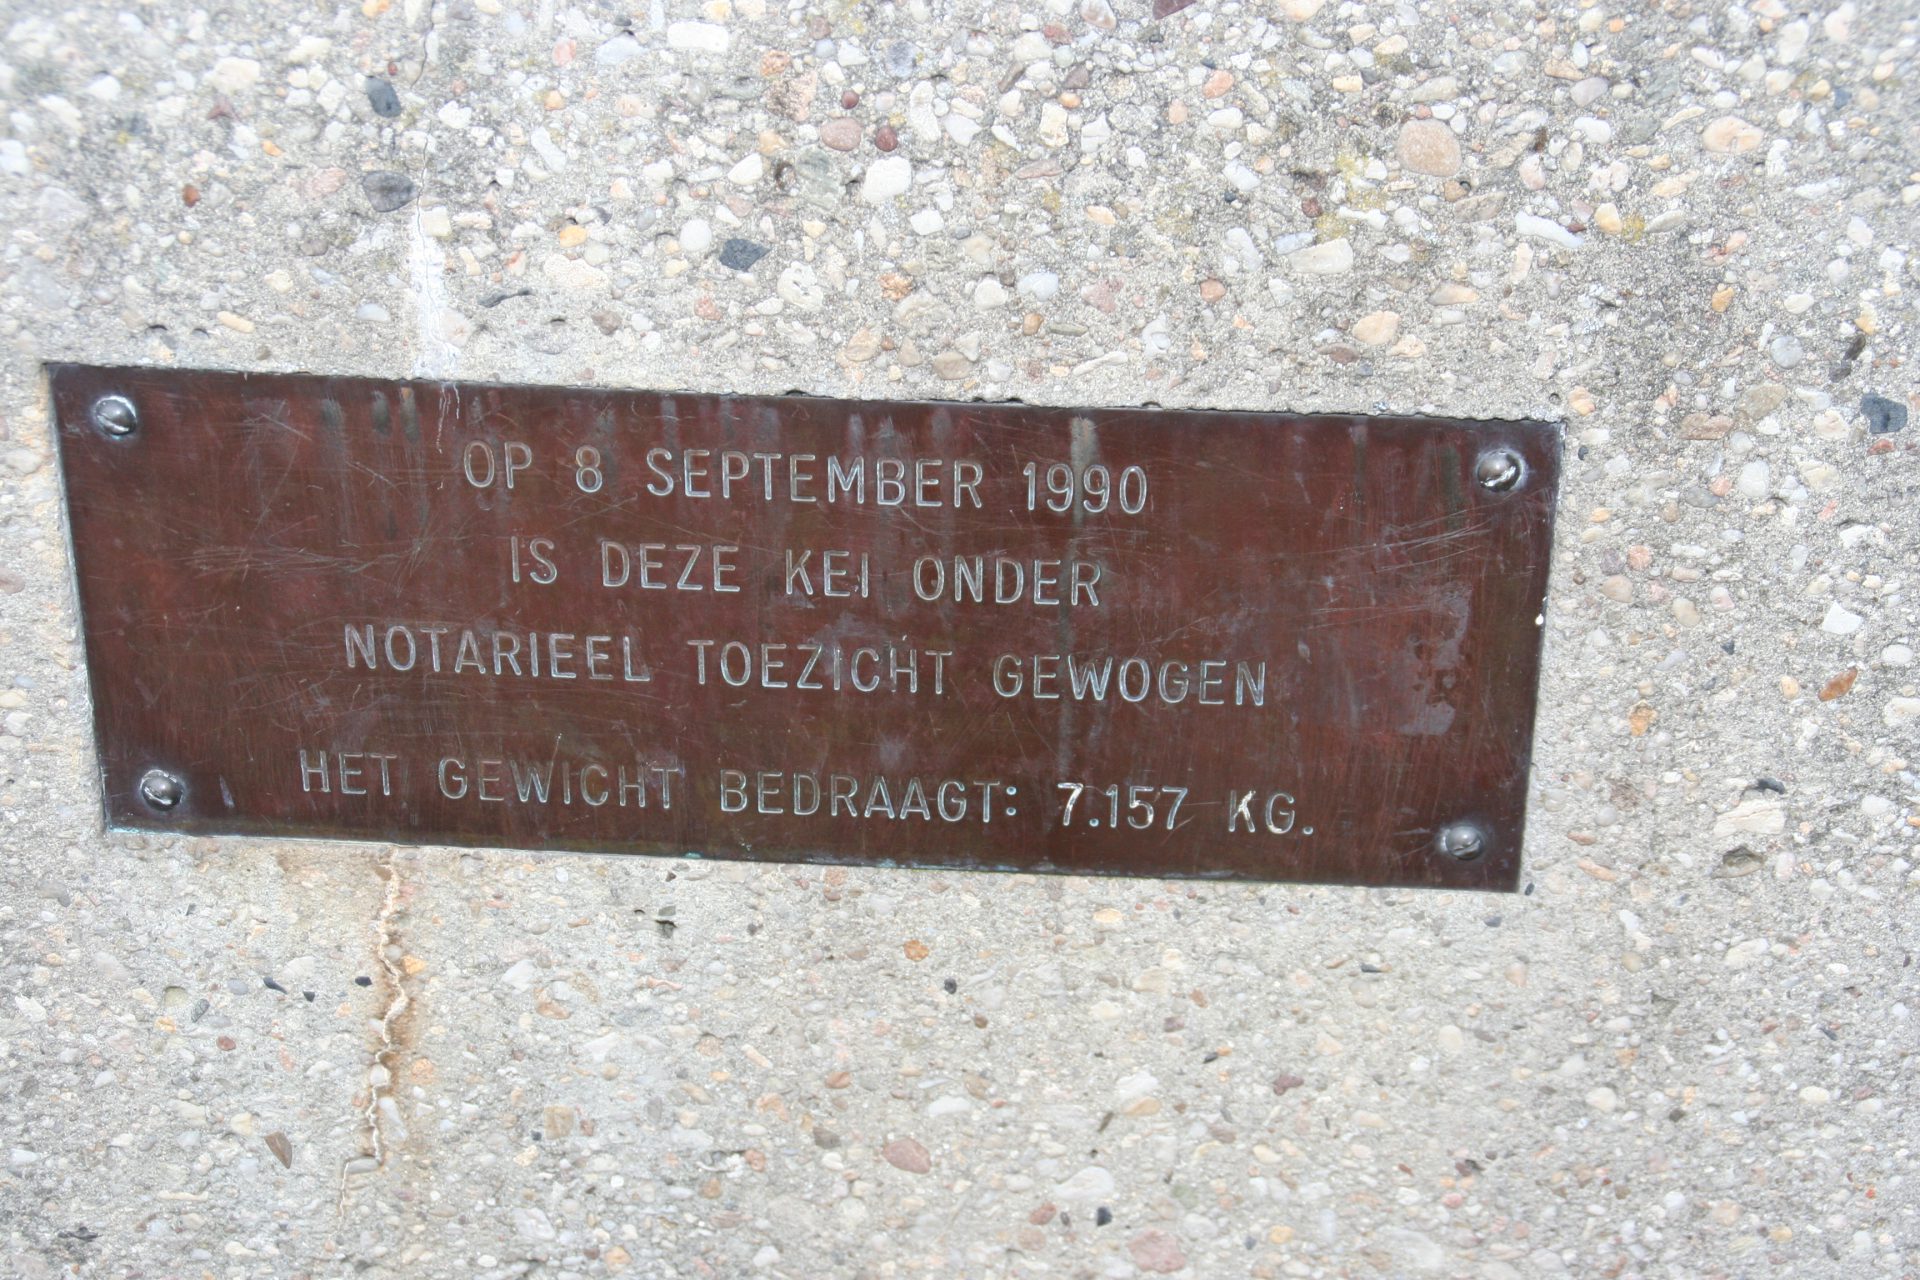 OP 8 SEPTEMBER 1990
IS DEZE KEI ONDER
NOTARIEEL TOEZICHT GEWOGEN
HET GEWICHT BEDRAAGT: 7.157 KG.